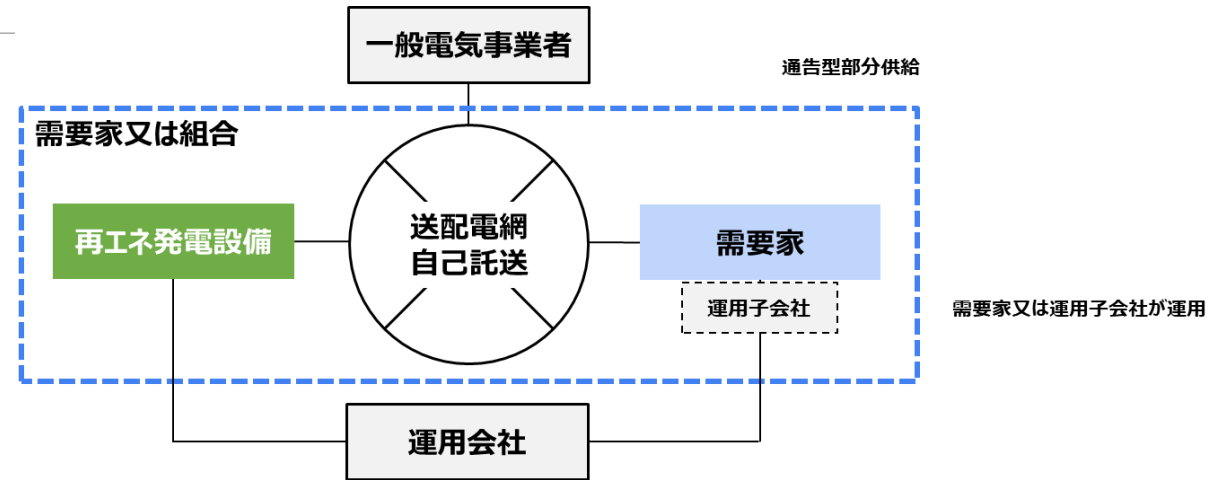 一般電気事業者
通告型部分供給
需要家又は組合
再エネ発電設備
送配電網
自己託送
需要家
運用子会社
需要家又は運用子会社が運用
運用会社